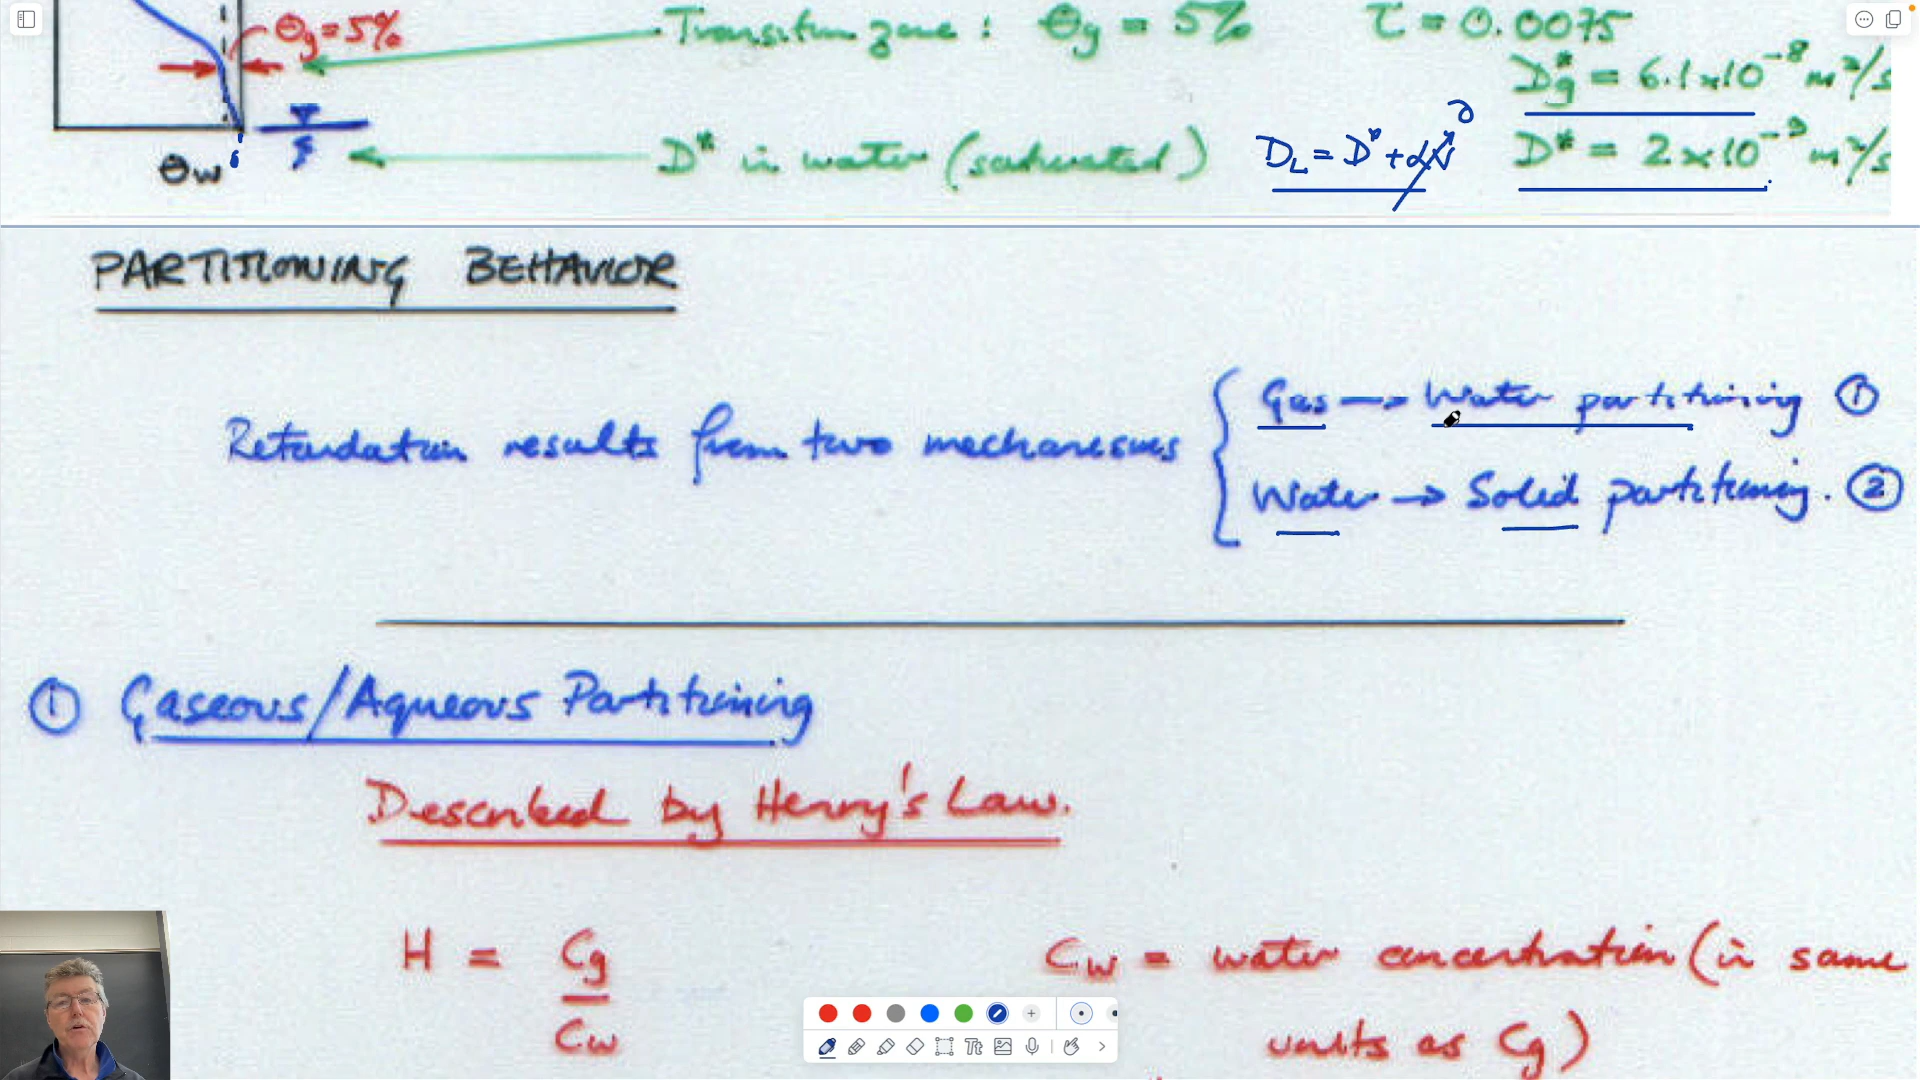 θg = 5%
Transition zone : θg = 5% τ = 0.0075
Dg* = 6.1 x 10⁻⁸ m²/s
θw
D* in water (saturated) DL = D* + αv 0 D* = 2 x 10⁻⁹ m²/s
PARTITIONING BEHAVIOR
Retardation results from two mechanisms
Gas → Water partitioning ①
Water → Solid partitioning. ②
① Gaseous/Aqueous Partitioning
Described by Henry's Law.
H = Cg
Cw
Cw = water concentration (in same
units as Cg)
Tt